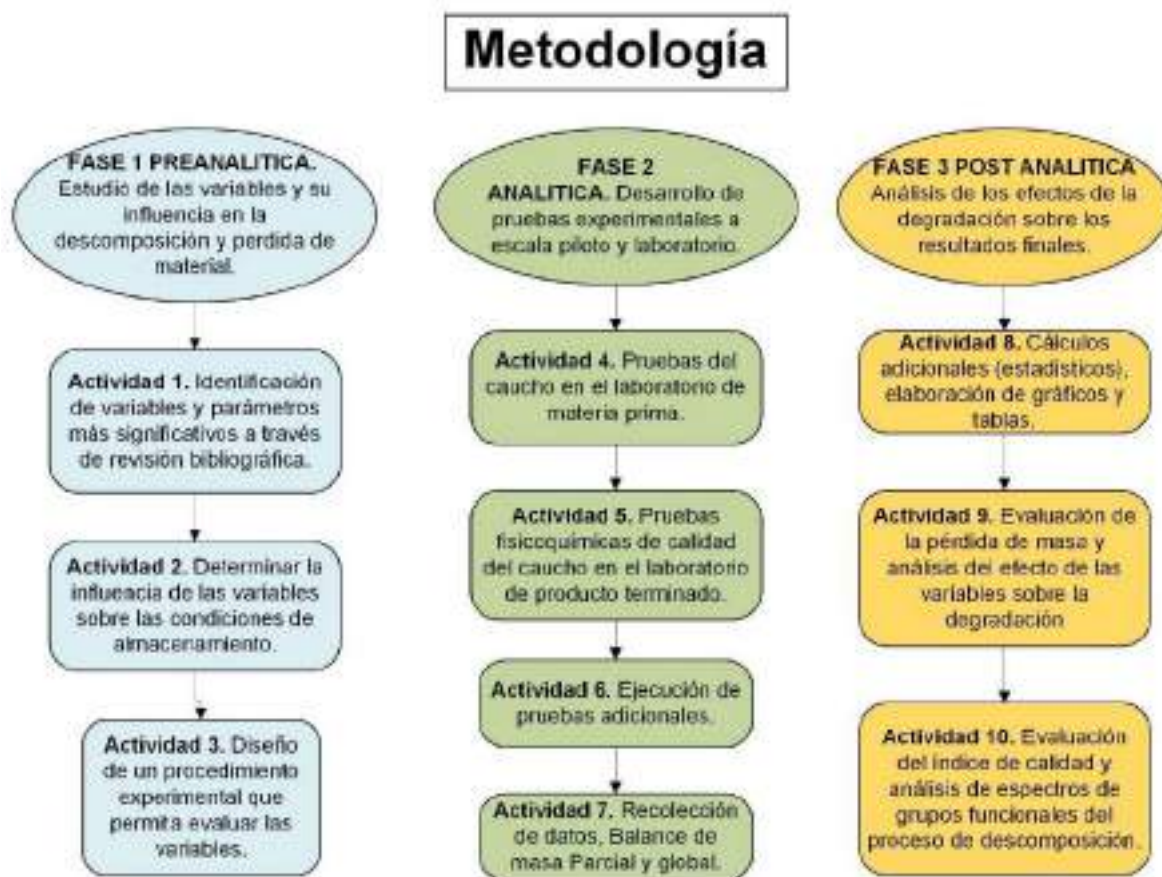 Metodología
FASE 1 PREANALITICA.
Estudio de las variables y su
influencia en la
descomposición y perdida de
material.
Actividad 1. Identificación
de variables y parámetros
más significativos a través
de revisión bibliográfica.
Actividad 2. Determinar la
influencia de las variables
sobre las condiciones de
almacenamiento.
Actividad 3. Diseño
de un procedimiento
experimental que
permita evaluar las
variables.
FASE 2
ANALITICA. Desarrollo de
pruebas experimentales a
escala piloto y laboratorio.
Actividad 4. Pruebas del
caucho en el laboratorio de
materia prima.
Actividad 5. Pruebas
fisicoquímicas de calidad
del caucho en el laboratorio
de producto terminado.
Actividad 6. Ejecución de
pruebas adicionales.
Actividad 7. Recolección
de datos, Balance de
masa Parcial y global.
FASE 3 POST ANALITICA
Análisis de los efectos de la
degradación sobre los
resultados finales.
Actividad 8. Cálculos
adicionales (estadísticos),
elaboración de gráficos y
tablas.
Actividad 9. Evaluación de
la pérdida de masa y
análisis del efecto de las
variables sobre la
degradación
Actividad 10. Evaluación
del índice de calidad y
análisis de espectros de
grupos funcionales del
proceso de descomposición.